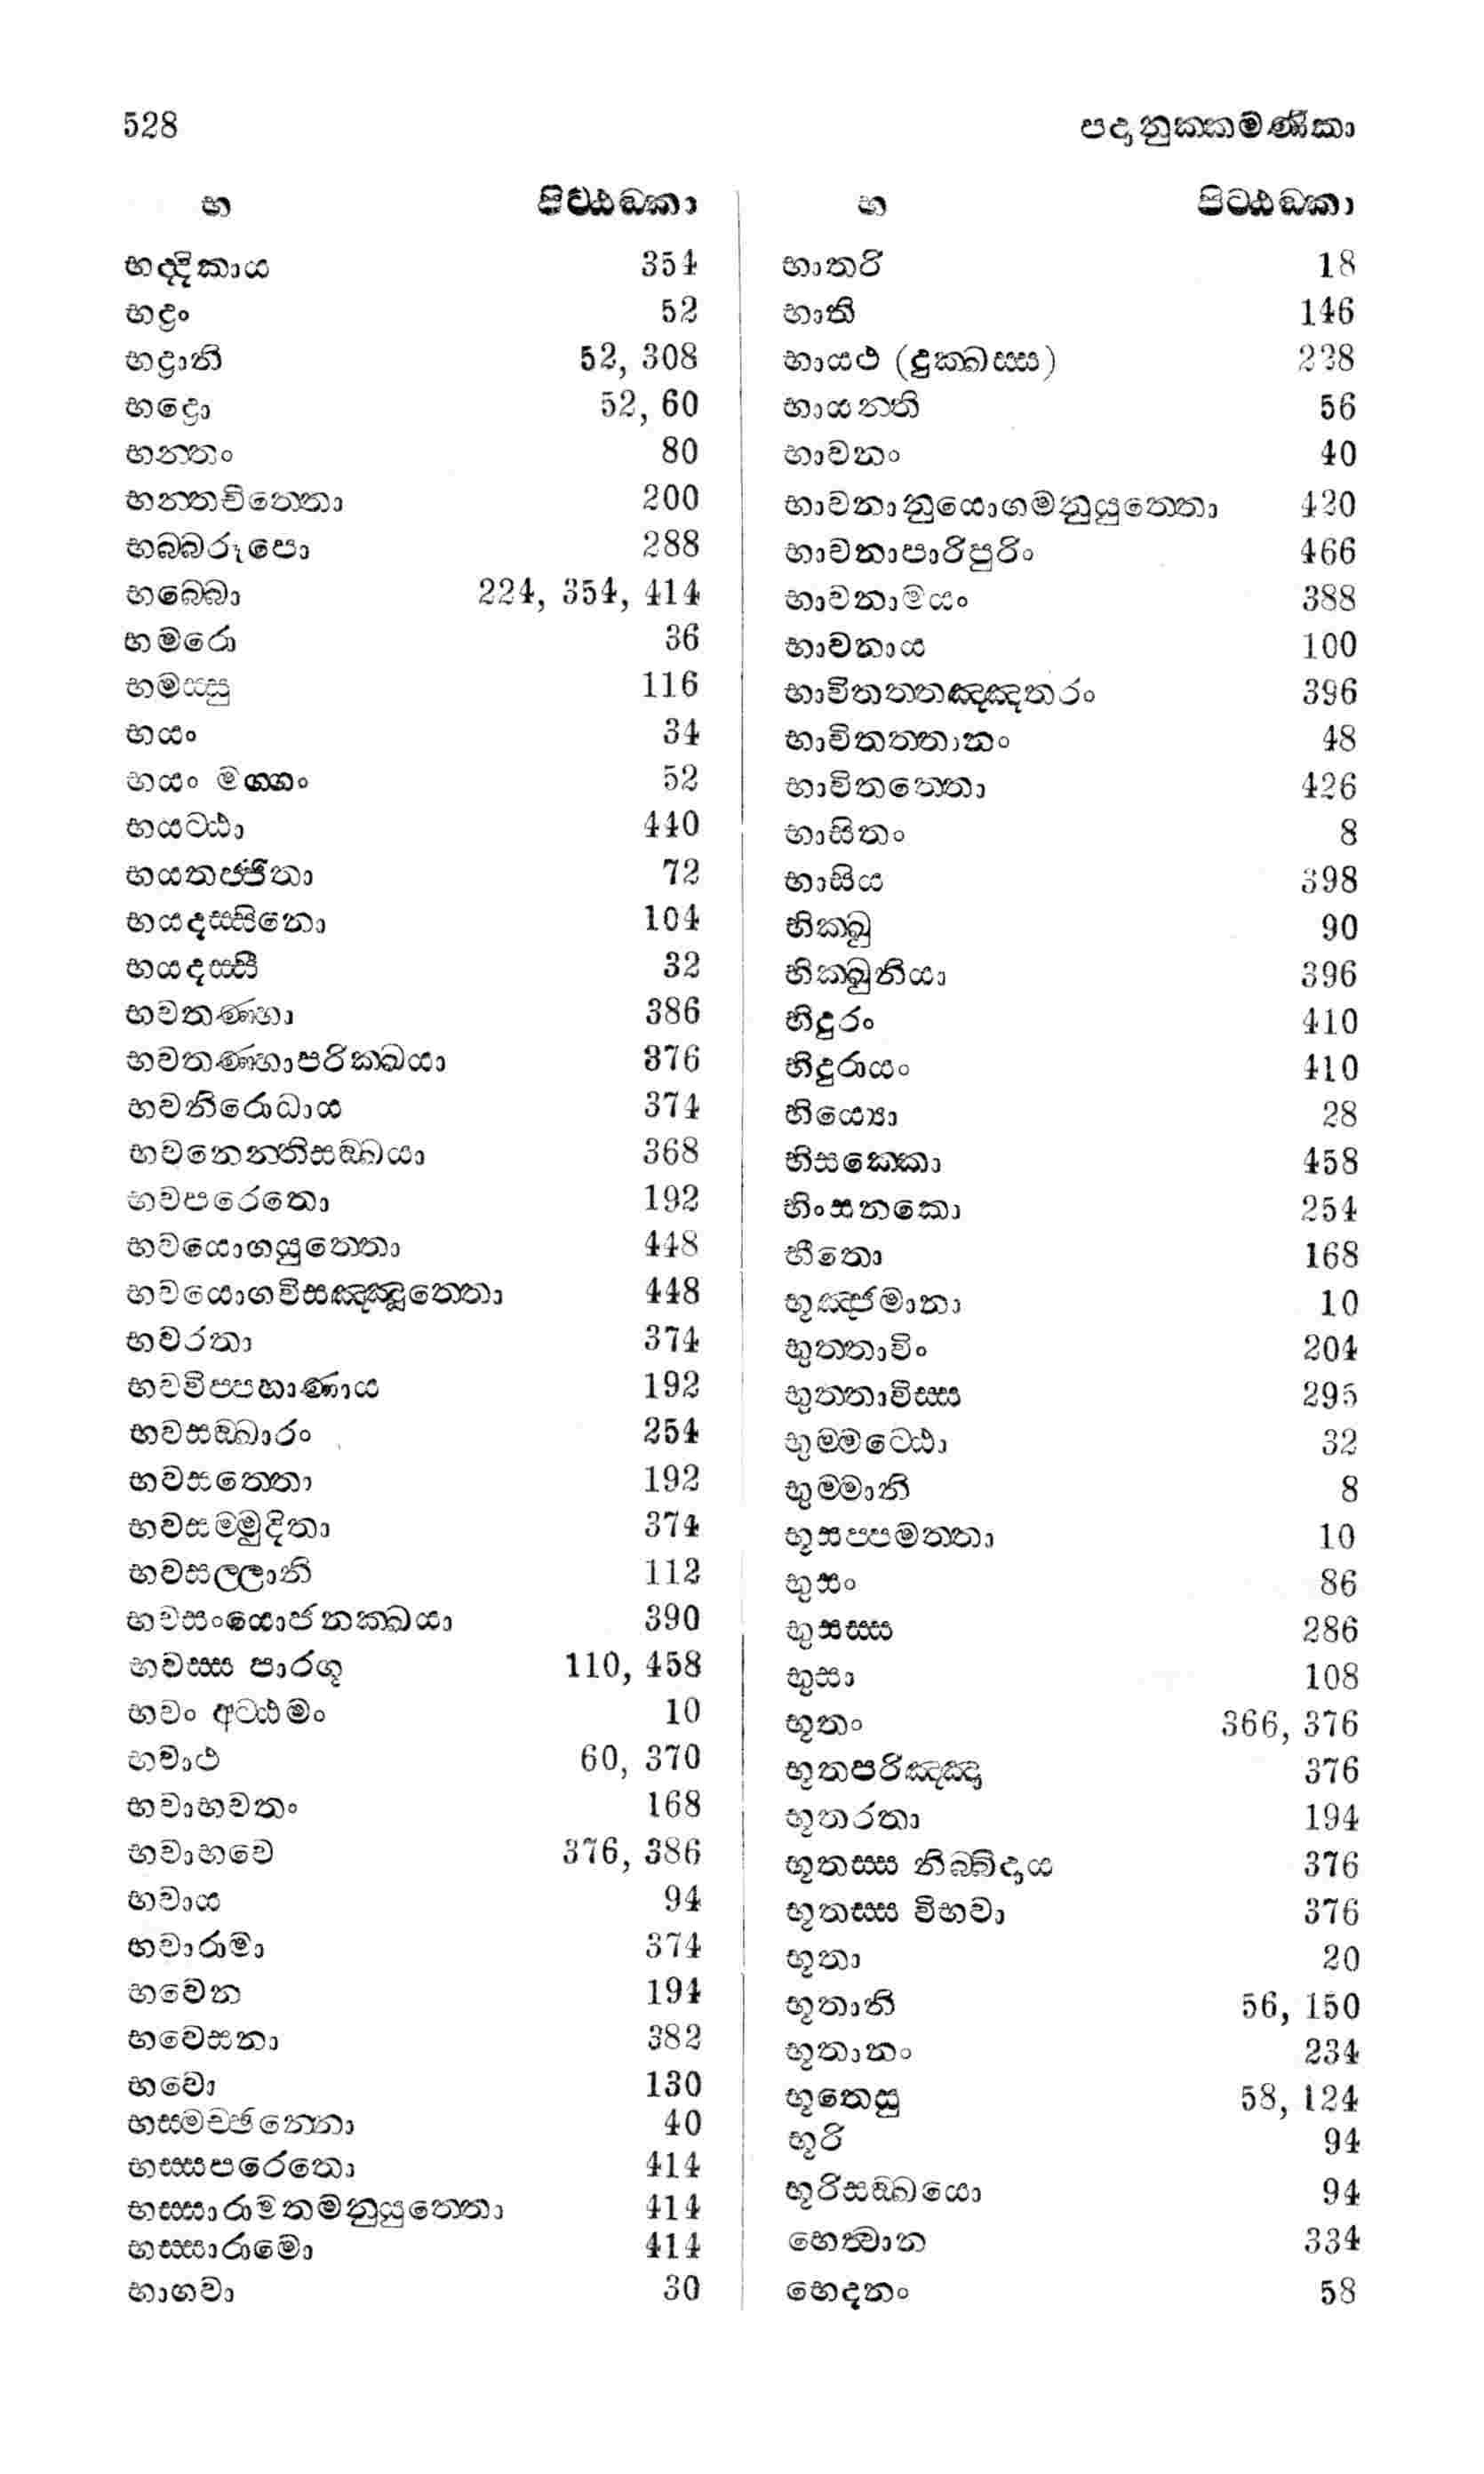 528 පදානුක්කමණිකා
භ පිට්ඨඞ්කා
භද්දිකාය 354
භද්‍රං 52
භද්‍රානි 52, 308
භද්‍රො 52, 60
භන්තං 80
භන්තචිත්තො 200
භබ්බරූපො 288
භබ්බො 224, 354, 414
භමරො 36
භමස්සු 116
භයං 34
භයං මග්ගං 52
භයට්ඨා 440
භයතජ්ජිතා 72
භයදස්සිනො 104
භයදස්සී 32
භවතණ්හා 386
භවතණ්හාපරික්ඛයා 376
භවනිරොධාය 374
භවනෙත්තිසඞ්ඛයා 368
භවපරෙතො 192
භවයොගයුත්තො 448
භවයොගවිසඤ්ඤුත්තො 448
භවරතා 374
භවවිප්පහාණාය 192
භවසඞ්ඛාරං 254
භවසත්තො 192
භවසම්මුදිතා 374
භවසල්ලානි 112
භවසංයොජනක්ඛයා 390
භවස්ස පාරගූ 110, 458
භවං අට්ඨමං 10
භවාථ 60, 370
භවාභවතං 168
භවාභවෙ 376, 386
භවාය 94
භවාරාමා 374
භවෙන 194
භවෙසනා 382
භවො 130
භසමච්ඡන්නො 40
භස්සපරෙතො 414
භස්සාරාමතමනුයුත්තො 414
භස්සාරාමො 414
භාගවා 30
භ පිට්ඨඞ්කා
භාතරි 18
භාති 146
භායථ (දුක්ඛස්ස) 228
භායන්ති 56
භාවනං 40
භාවනානුයොගමනුයුත්තො 420
භාවනාපාරිපුරිං 466
භාවනාමයං 388
භාවනාය 100
භාවිතත්තඤ්ඤතරං 396
භාවිතත්තානං 48
භාවිතත්තො 426
භාසිතං 8
භාසිය 398
භික්ඛු 90
භික්ඛුනියා 396
භිදුරං 410
භිදුරායං 410
භිය්‍යො 28
භිසක්කො 458
භිංසනකො 254
භීතො 168
භූඤ්ජමානා 10
භුත්තාවිං 204
භුත්තාවිස්ස 295
භුම්මට්ඨො 32
භුම්මානි 8
භූසප්පමත්තා 10
භුසං 86
භුසස්ස 286
භූසා 108
භූතං 366, 376
භූතපරිඤ්ඤා 376
භූතරතා 194
භූතස්ස නිබ්බිදාය 376
භූතස්ස විභවා 376
භූතා 20
භූතානි 56, 150
භූතානං 234
භූතෙසු 58, 124
භූරි 94
භූරිසඞ්ඛයො 94
භෙත්‍වාන 334
භෙදනං 58